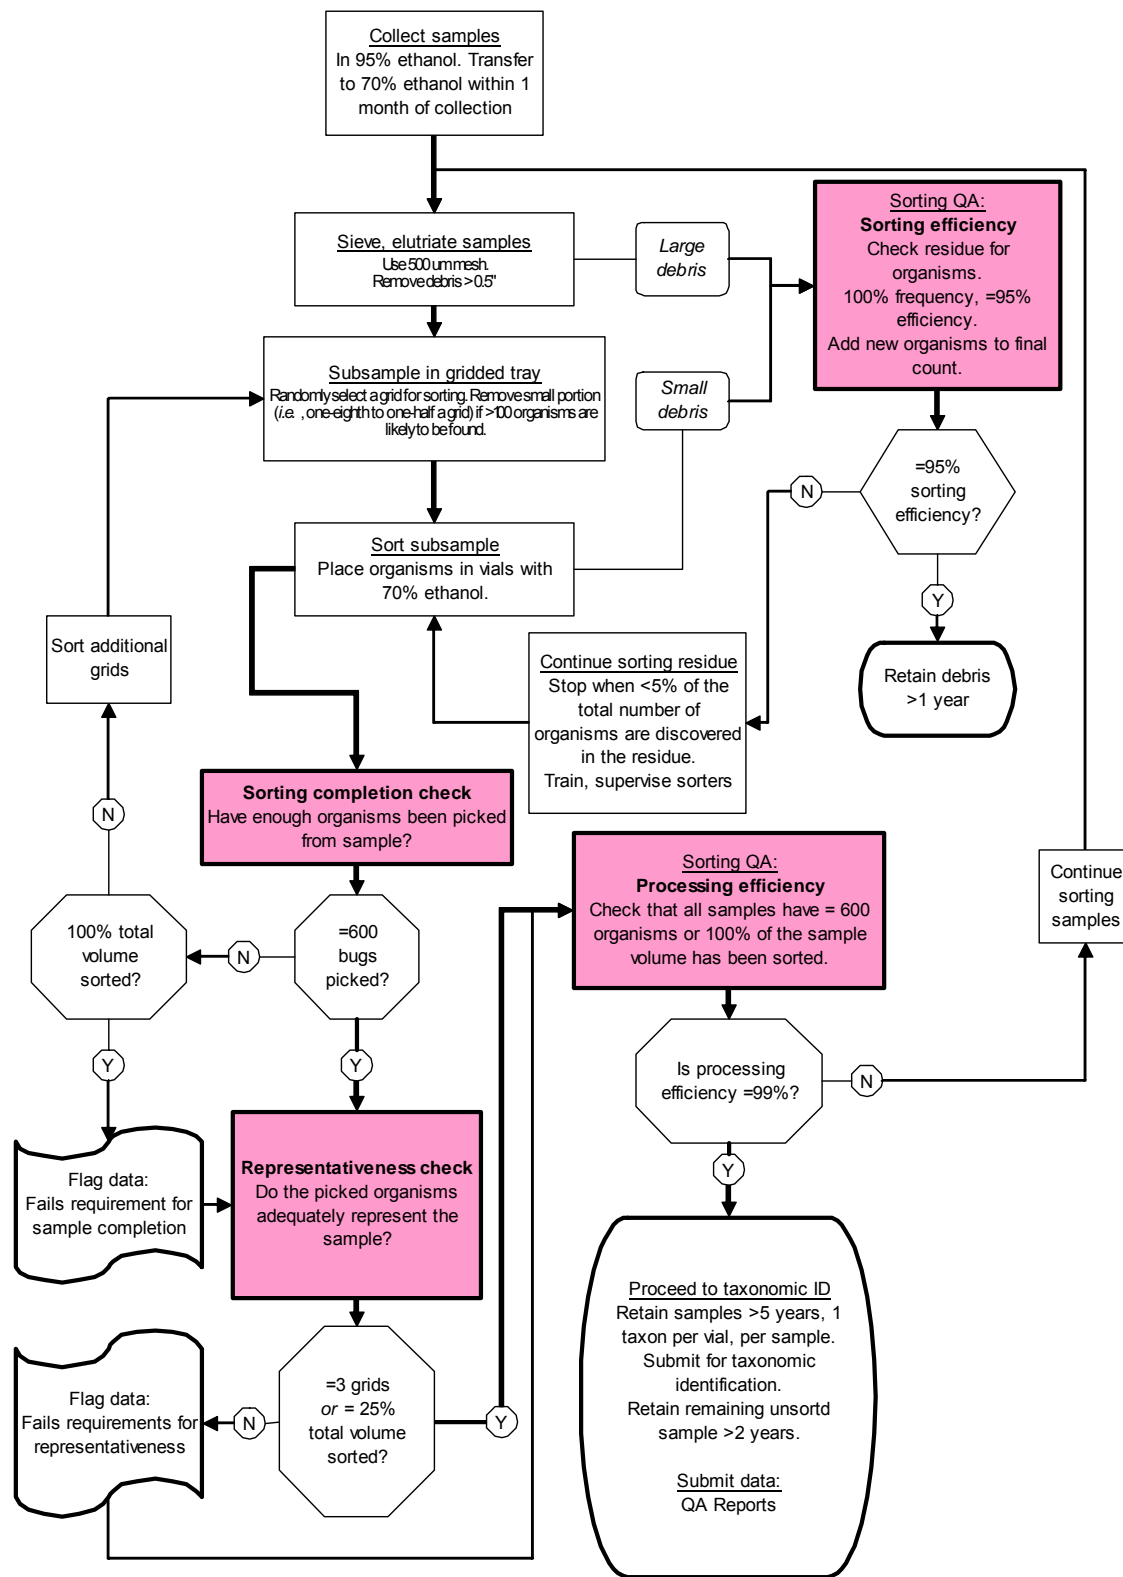 Collect samples
In 95% ethanol. Transfer
to 70% ethanol within 1
month of collection
Sieve, elutriate samples
Use 500 um mesh.
Remove debris > 0.5"
Large
debris
Sorting QA:
Sorting efficiency
Check residue for
organisms.
100% frequency, =95%
efficiency.
Add new organisms to final
count.
Subsample in gridded tray
Randomly select a grid for sorting. Remove small portion
(i.e. , one-eighth to one-half a grid) if >100 organisms are
likely to be found.
Small
debris
=95%
sorting
efficiency?
N
Y
Retain debris
>1 year
Sort subsample
Place organisms in vials with
70% ethanol.
Sort additional
grids
Continue sorting residue
Stop when <5% of the
total number of
organisms are discovered
in the residue.
Train, supervise sorters
N
Sorting completion check
Have enough organisms been picked
from sample?
Sorting QA:
Processing efficiency
Check that all samples have = 600
organisms or 100% of the sample
volume has been sorted.
Continue
sorting
samples
100% total
volume
sorted?
N
=600
bugs
picked?
Y
Y
Is processing
efficiency =99%?
N
Y
Flag data:
Fails requirement for
sample completion
Representativeness check
Do the picked organisms
adequately represent the
sample?
Proceed to taxonomic ID
Retain samples >5 years, 1
taxon per vial, per sample.
Submit for taxonomic
identification.
Retain remaining unsortd
sample >2 years.
Submit data:
QA Reports
Flag data:
Fails requirements for
representativeness
N
=3 grids
or = 25%
total volume
sorted?
Y